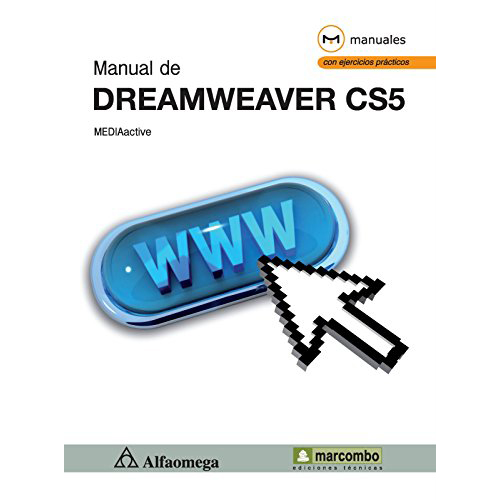 manuales
con ejercicios prácticos
Manual de
DREAMWEAVER CS5
MEDIAactive
WWW
Alfaomega
marcombo
ediciones técnicas